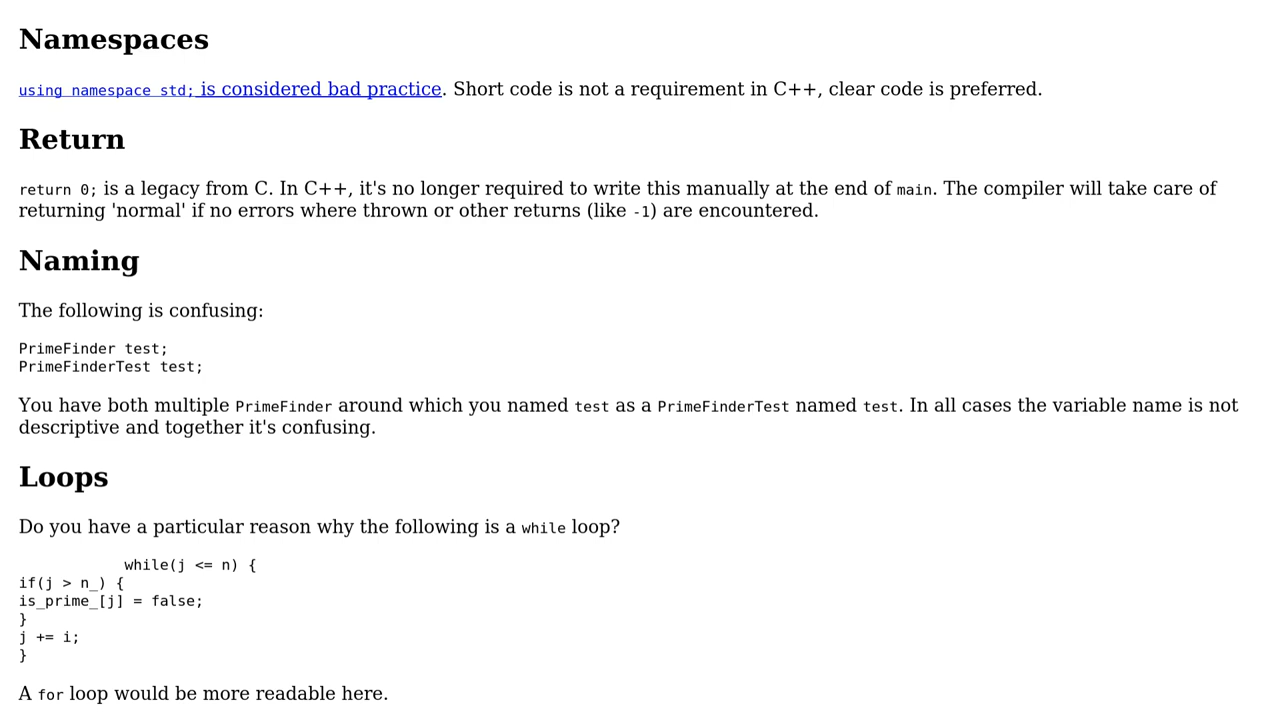 Namespaces
using namespace std; is considered bad practice. Short code is not a requirement in C++, clear code is preferred.
Return
return 0; is a legacy from C. In C++, it's no longer required to write this manually at the end of main. The compiler will take care of
returning 'normal' if no errors where thrown or other returns (like -1) are encountered.
Naming
The following is confusing:
PrimeFinder test;
PrimeFinderTest test;
You have both multiple PrimeFinder around which you named test as a PrimeFinderTest named test. In all cases the variable name is not
descriptive and together it's confusing.
Loops
Do you have a particular reason why the following is a while loop?
while(j <= n) {
if(j > n_) {
is_prime_[j] = false;
}
j += i;
}
A for loop would be more readable here.